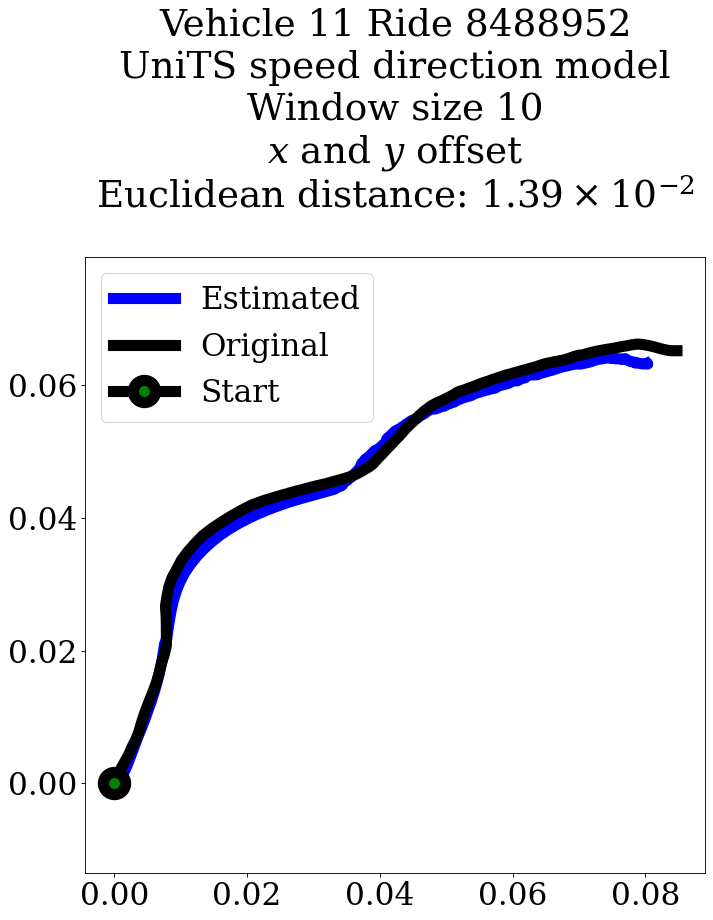 Vehicle 11 Ride 8488952
UniTS speed direction model
Window size 10
x and y offset
Euclidean distance: 1.39 × 10⁻²
Estimated
Original
Start
0.06
0.04
0.02
0.00
0.00 0.02 0.04 0.06 0.08